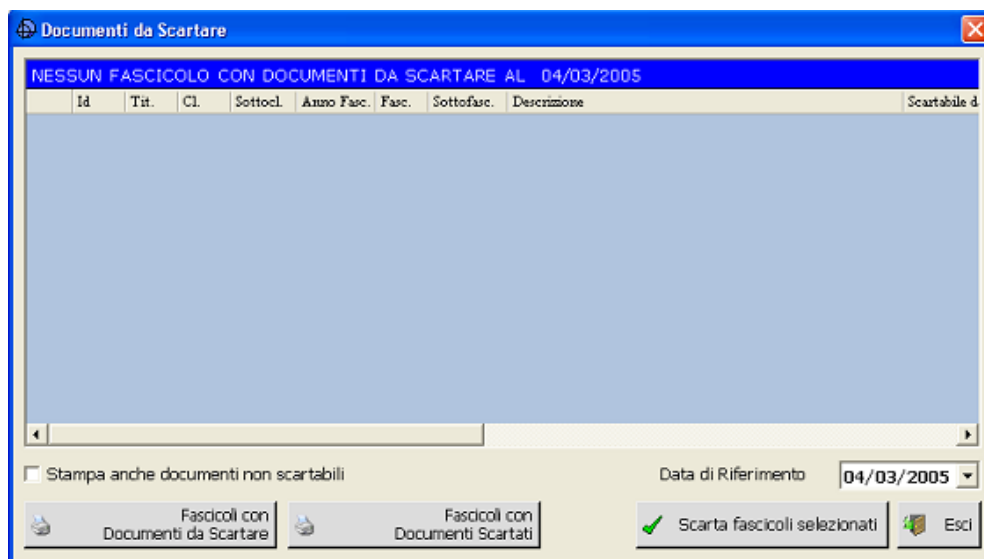 Documenti da Scartare
NESSUN FASCICOLO CON DOCUMENTI DA SCARTARE AL 04/03/2005
Id Tit. Cl. Sottocl. Anno Fasc. Fasc. Sottofasc. Descrizione Scartabile d
Stampa anche documenti non scartabili Data di Riferimento 04/03/2005
Fascicoli con
Documenti da Scartare
Fascicoli con
Documenti Scartati
Scarta fascicoli selezionati
Esci